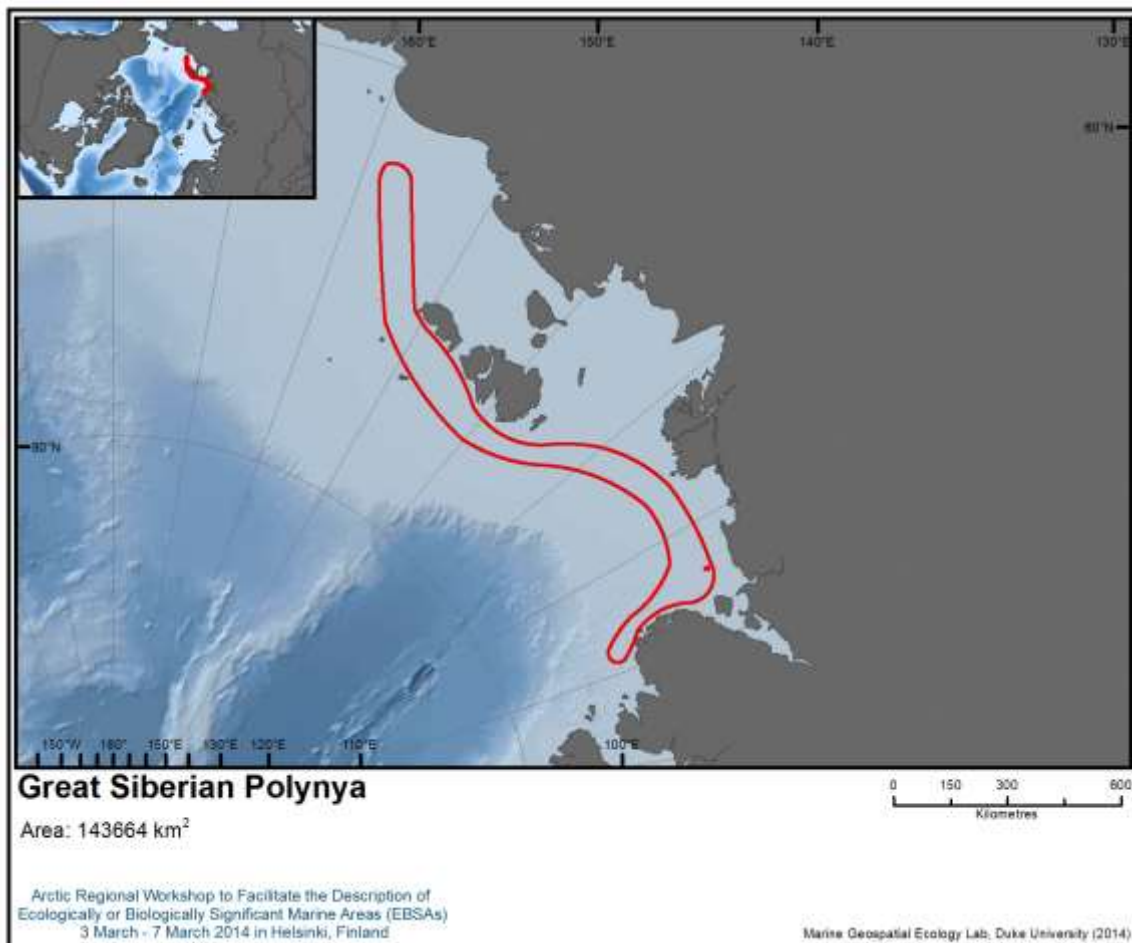 160°E 150°E 140°E 130°E
80°N
150°W 180° 150°E 130°E 120°E 110°E 100°E
Great Siberian Polynya
Area: 143664 km²
0 150 300 600
Kilometres
Arctic Regional Workshop to Facilitate the Description of
Ecologically or Biologically Significant Marine Areas (EBSAs)
3 March - 7 March 2014 in Helsinki, Finland
Marine Geospatial Ecology Lab, Duke University (2014)